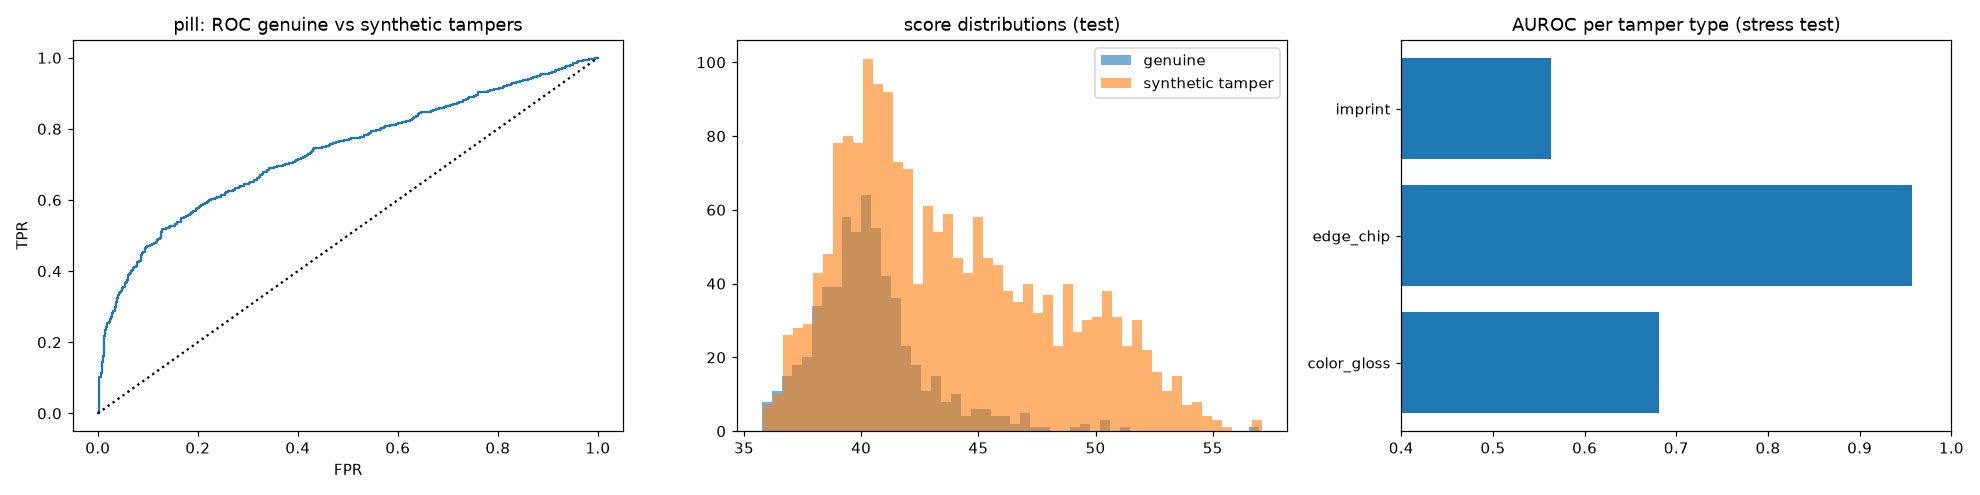 pill: ROC genuine vs synthetic tampers
1.0
0.8
0.6
0.4
0.2
0.0
TPR
0.0 0.2 0.4 0.6 0.8 1.0
FPR
score distributions (test)
genuine
synthetic tamper
100
80
60
40
20
0
35 40 45 50 55
AUROC per tamper type (stress test)
imprint
edge_chip
color_gloss
0.4 0.5 0.6 0.7 0.8 0.9 1.0